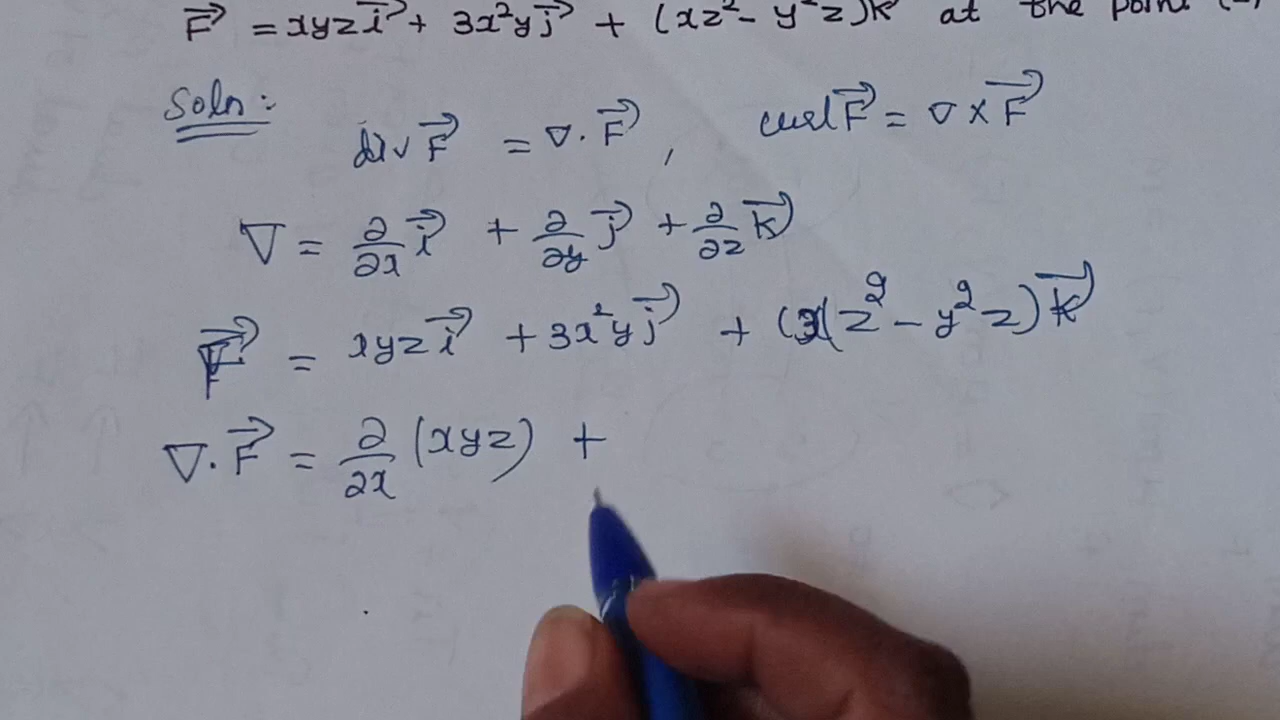 F⃗ = xyz i⃗ + 3x²y j⃗ + (xz² - y²z)k⃗ at the point
Soln:
div F⃗ = ∇ . F⃗ , curl F⃗ = ∇ × F⃗
∇ = ∂/∂x i⃗ + ∂/∂y j⃗ + ∂/∂z k⃗
F⃗ = xyz i⃗ + 3x²y j⃗ + (xz² - y²z)k⃗
∇ . F⃗ = ∂/∂x (xyz) +